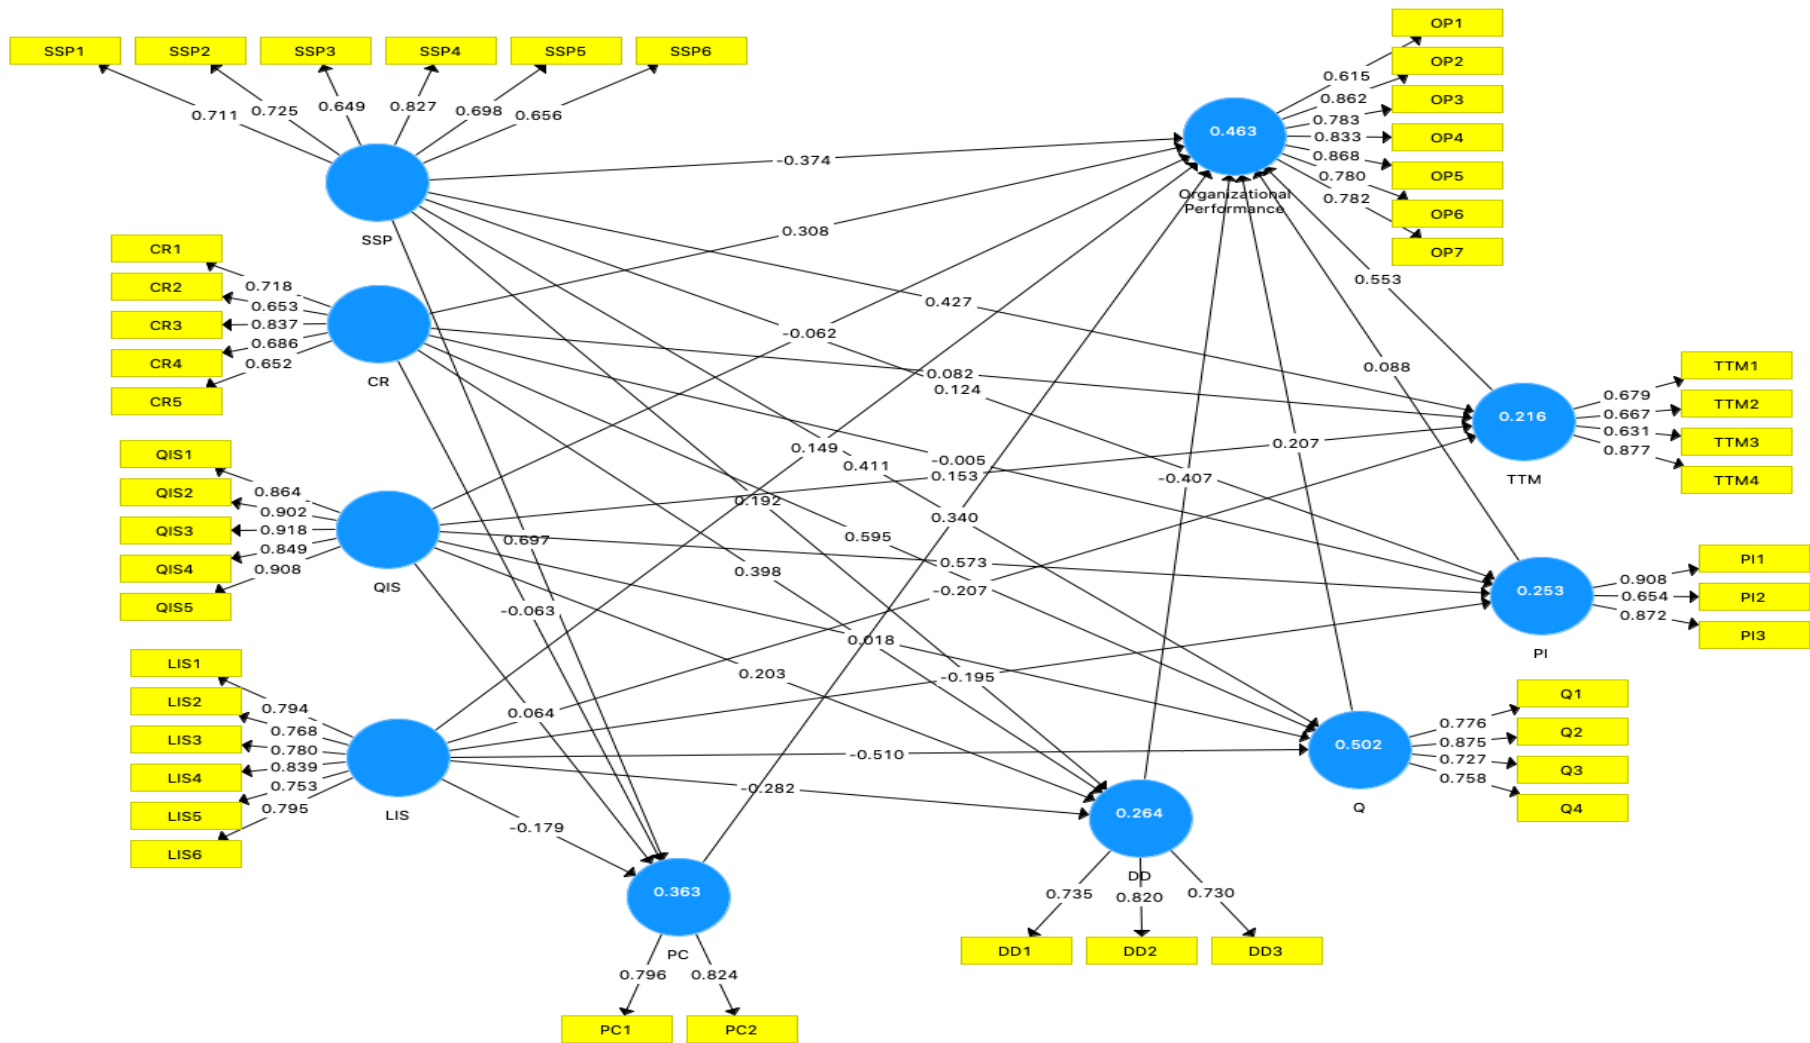 OP1
SSP1 SSP2 SSP3 SSP4 SSP5 SSP6
OP2
0.615
0.862
OP3
0.711 0.725 0.649 0.827 0.698 0.656
0.783
0.463
0.833
OP4
0.868
-0.374
OP5
0.780
Organizational
Performance
0.782
OP6
SSP
0.308
OP7
CR1
0.553
CR2
0.718
0.653
0.427
CR3
0.837
-0.062
0.686
CR4
0.652
0.088
TTM1
CR
0.082
0.124
0.679
CR5
TTM2
0.216
0.667
0.631
TTM3
0.207
0.149
0.877
QIS1
-0.005
0.411
0.153
-0.407
TTM
TTM4
QIS2
0.864
0.192
0.902
0.340
QIS3
0.918
0.697
0.595
0.849
PI1
QIS4
0.908
0.573
0.398
0.908
QIS
-0.207
0.253
0.654
PI2
QIS5
-0.063
0.872
0.018
PI3
PI
LIS1
0.203
-0.195
Q1
LIS2
0.794
0.064
0.776
0.768
Q2
LIS3
0.780
-0.510
0.502
0.875
0.727
LIS4
0.839
Q3
0.753
-0.282
0.758
LIS5
0.795
LIS
0.264
Q
Q4
-0.179
LIS6
DD
0.363
0.735 0.820 0.730
PC
DD1 DD2 DD3
0.796 0.824
PC1 PC2